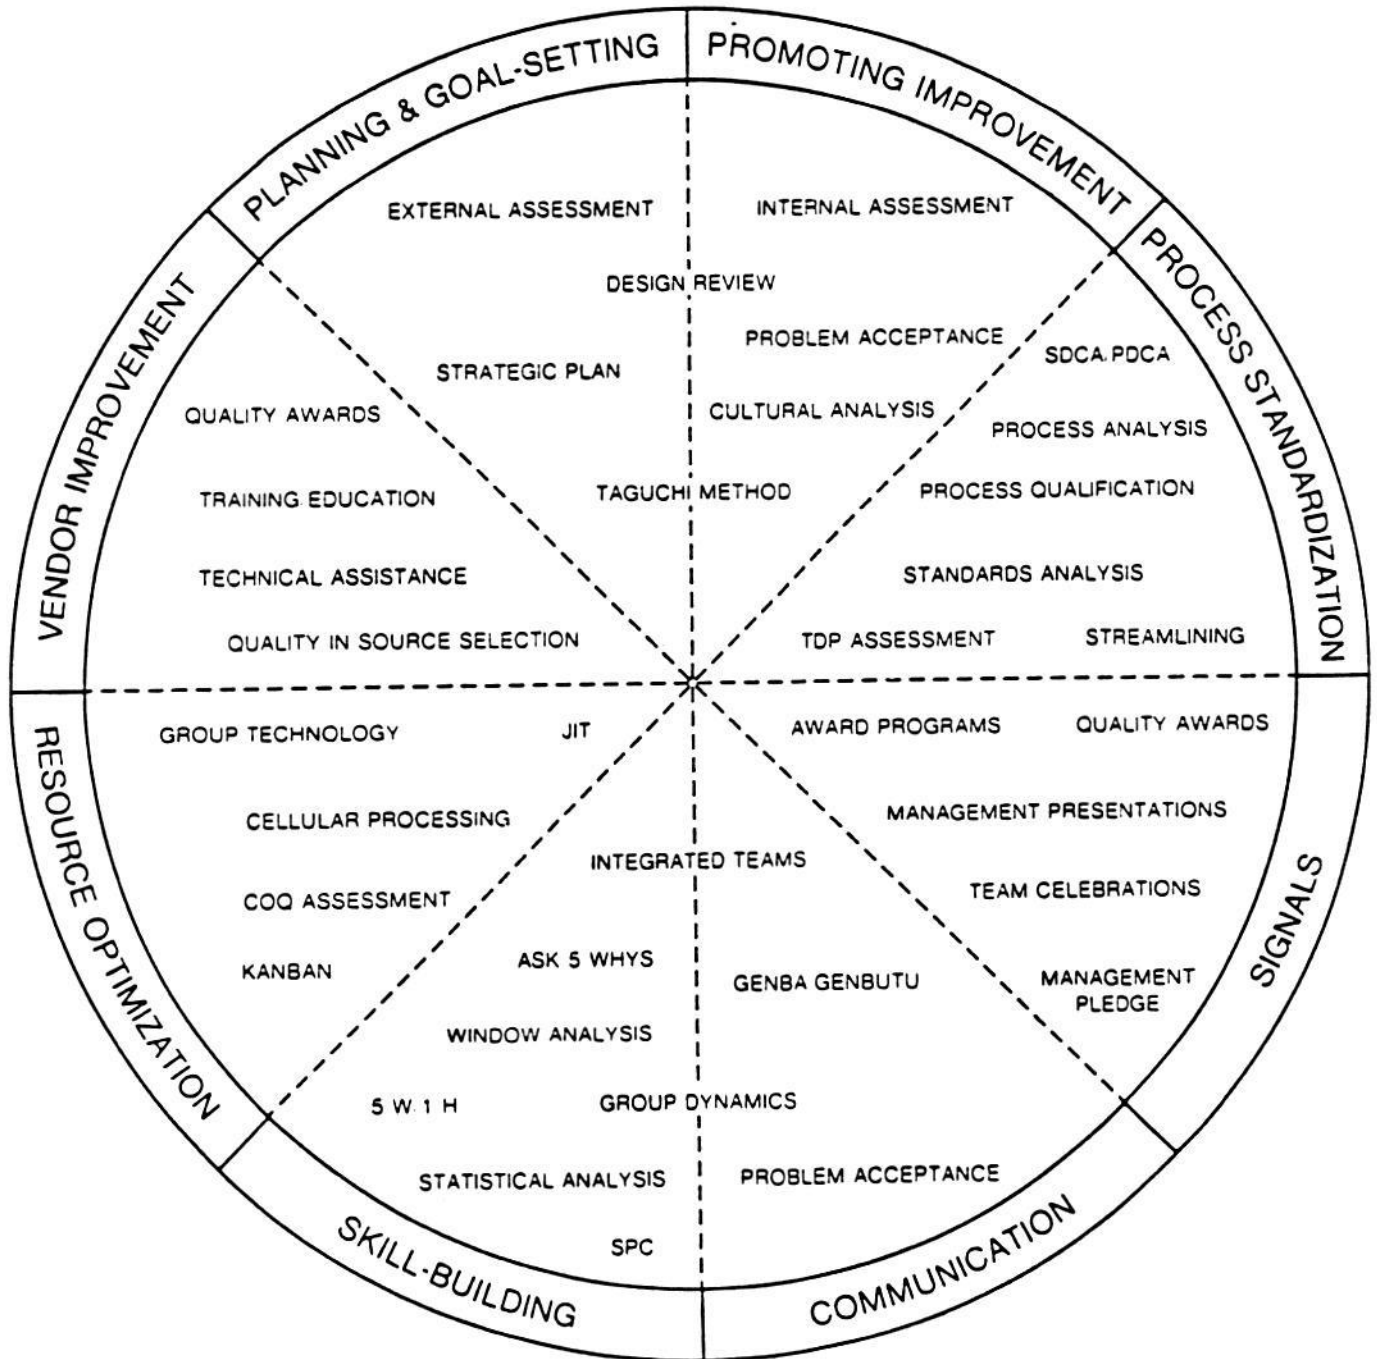 PLANNING & GOAL-SETTING
PROMOTING IMPROVEMENT
PROCESS STANDARDIZATION
SIGNALS
COMMUNICATION
SKILL-BUILDING
RESOURCE OPTIMIZATION
VENDOR IMPROVEMENT
EXTERNAL ASSESSMENT
INTERNAL ASSESSMENT
DESIGN REVIEW
PROBLEM ACCEPTANCE
SDCA PDCA
STRATEGIC PLAN
QUALITY AWARDS
CULTURAL ANALYSIS
PROCESS ANALYSIS
TRAINING EDUCATION
TAGUCHI METHOD
PROCESS QUALIFICATION
TECHNICAL ASSISTANCE
STANDARDS ANALYSIS
QUALITY IN SOURCE SELECTION
TDP ASSESSMENT
STREAMLINING
GROUP TECHNOLOGY
JIT
AWARD PROGRAMS
QUALITY AWARDS
CELLULAR PROCESSING
MANAGEMENT PRESENTATIONS
INTEGRATED TEAMS
COQ ASSESSMENT
TEAM CELEBRATIONS
KANBAN
ASK 5 WHYS
GENBA GENBUTU
MANAGEMENT
PLEDGE
WINDOW ANALYSIS
5 W. 1 H
GROUP DYNAMICS
STATISTICAL ANALYSIS
PROBLEM ACCEPTANCE
SPC